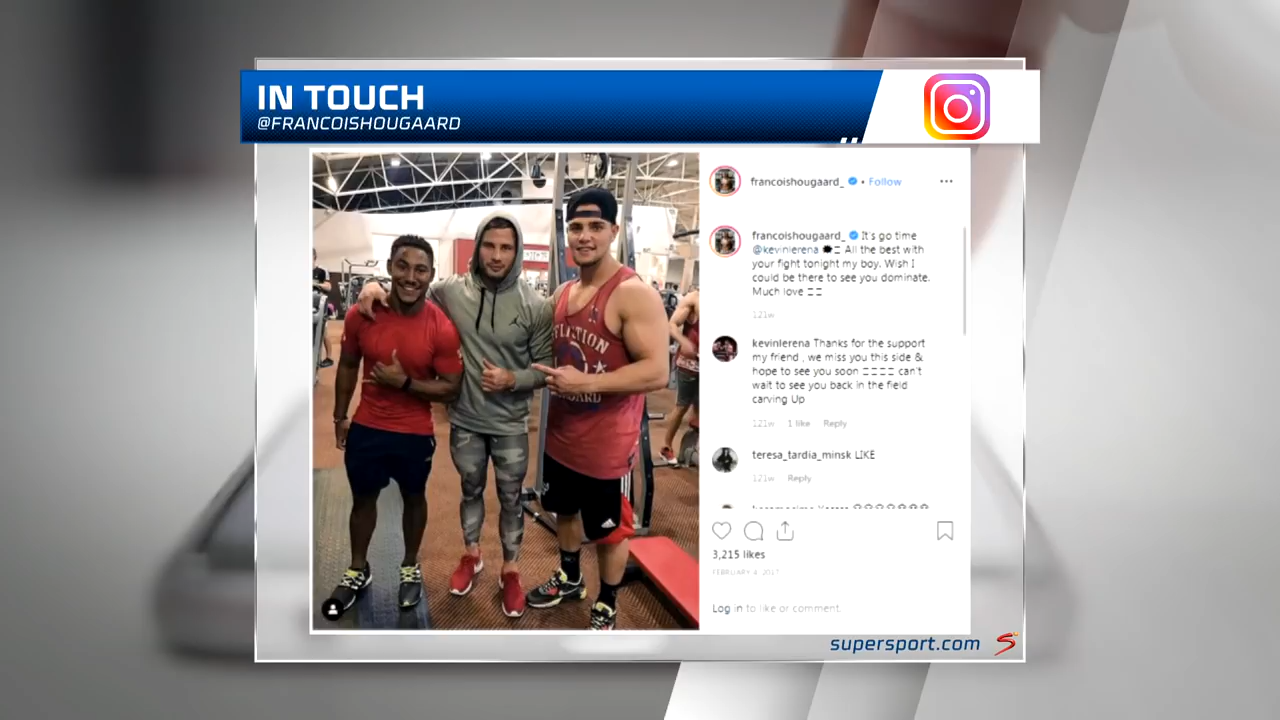 IN TOUCH
@FRANCOISHOUGAARD
francoishougaard_ • Follow
francoishougaard_ It's go time
@kevinlerena All the best with
your fight tonight my boy. Wish I
could be there to see you dominate.
Much love
121w
kevinlerena Thanks for the support
my friend , we miss you this side &
hope to see you soon can't
wait to see you back in the field
carving Up
121w 1 like Reply
teresa_tardia_minsk LIKE
121w Reply
3,215 likes
FEBRUARY 4, 2017
Log in to like or comment.
supersport.com